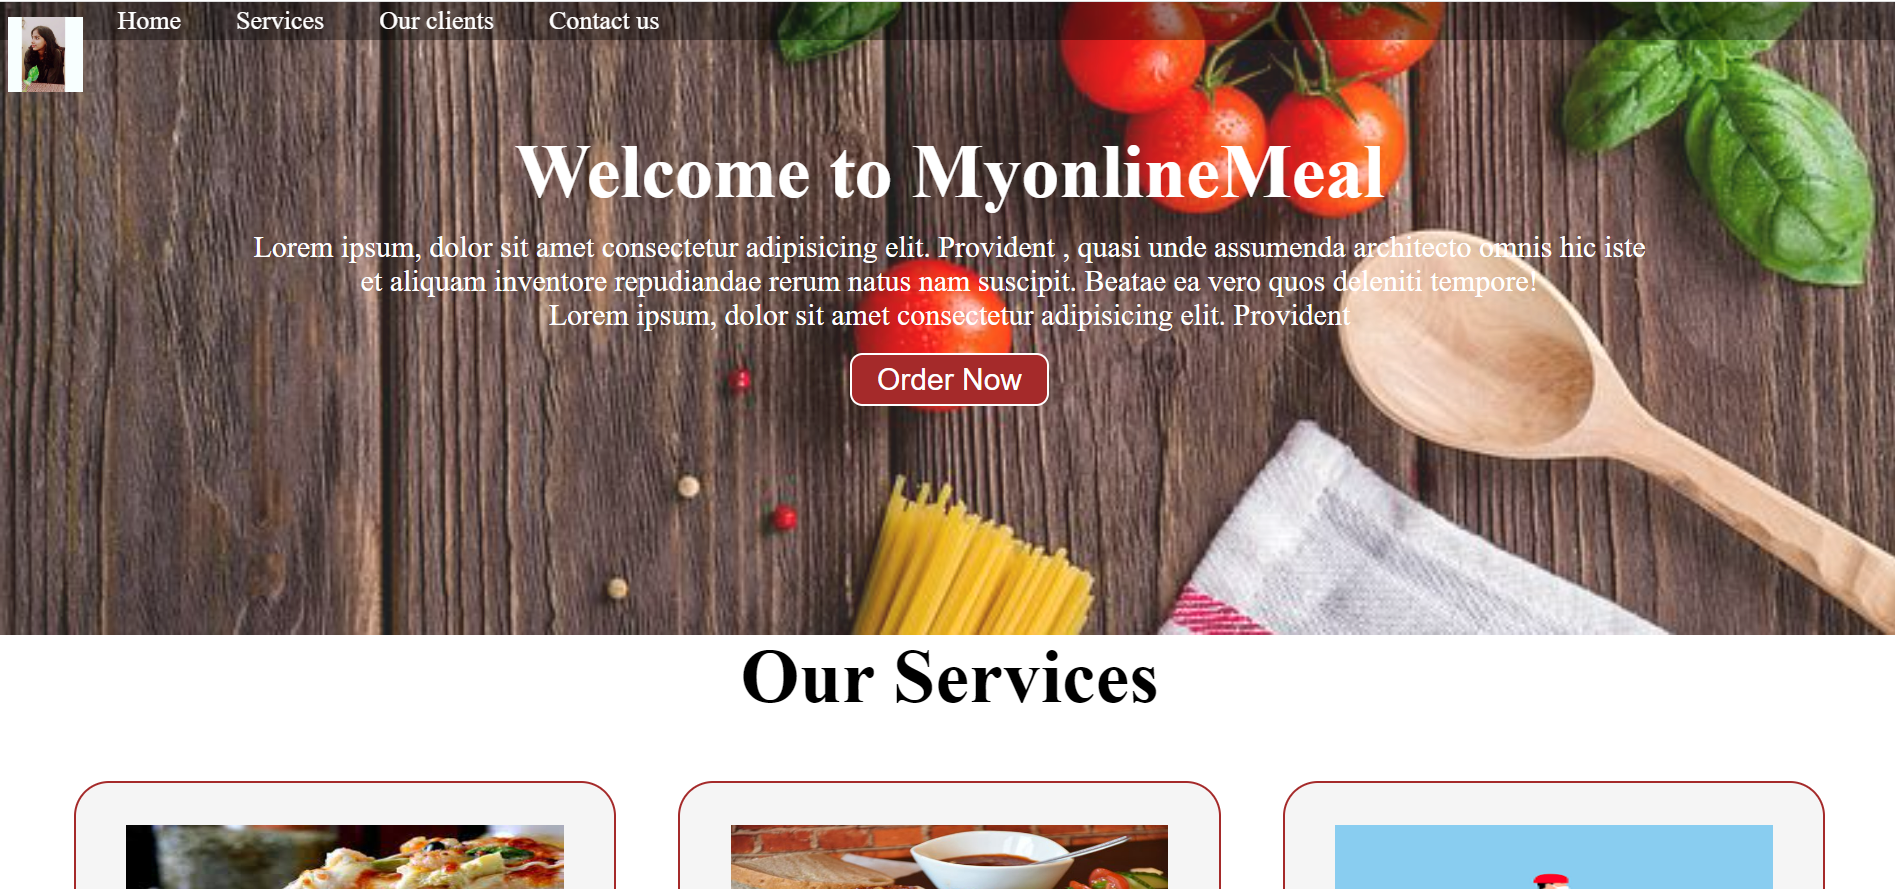 Home Services Our clients Contact us
Welcome to MyonlineMeal
Lorem ipsum, dolor sit amet consectetur adipisicing elit. Provident , quasi unde assumenda architecto omnis hic iste
et aliquam inventore repudiandae rerum natus nam suscipit. Beatae ea vero quos deleniti tempore!
Lorem ipsum, dolor sit amet consectetur adipisicing elit. Provident
Order Now
Our Services